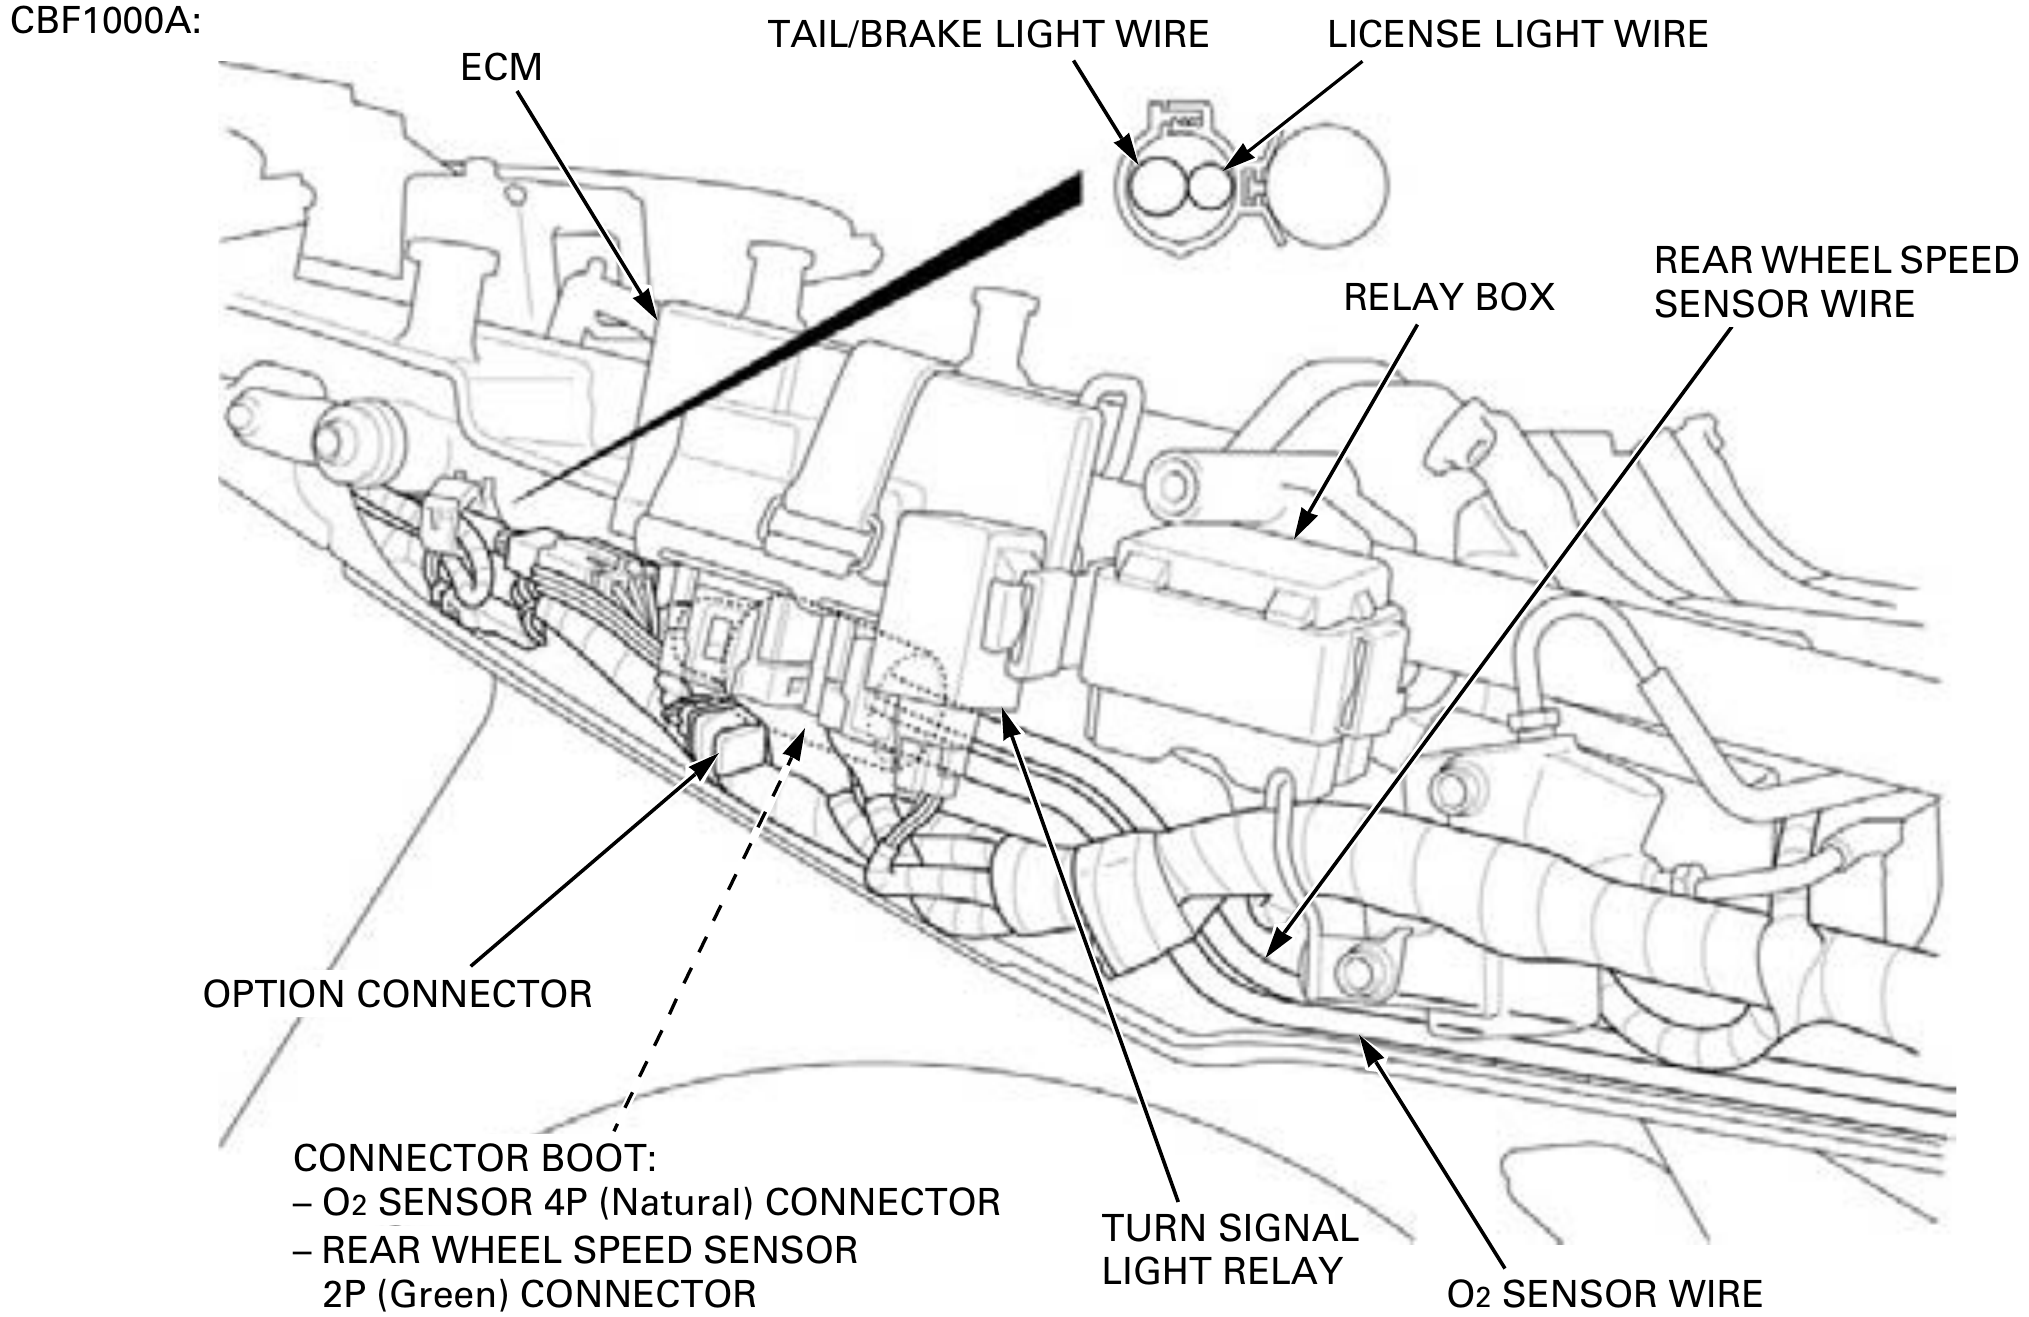 CBF1000A:
TAIL/BRAKE LIGHT WIRE
LICENSE LIGHT WIRE
ECM
REAR WHEEL SPEED
SENSOR WIRE
RELAY BOX
OPTION CONNECTOR
CONNECTOR BOOT:
– O2 SENSOR 4P (Natural) CONNECTOR
– REAR WHEEL SPEED SENSOR
2P (Green) CONNECTOR
TURN SIGNAL
LIGHT RELAY
O2 SENSOR WIRE